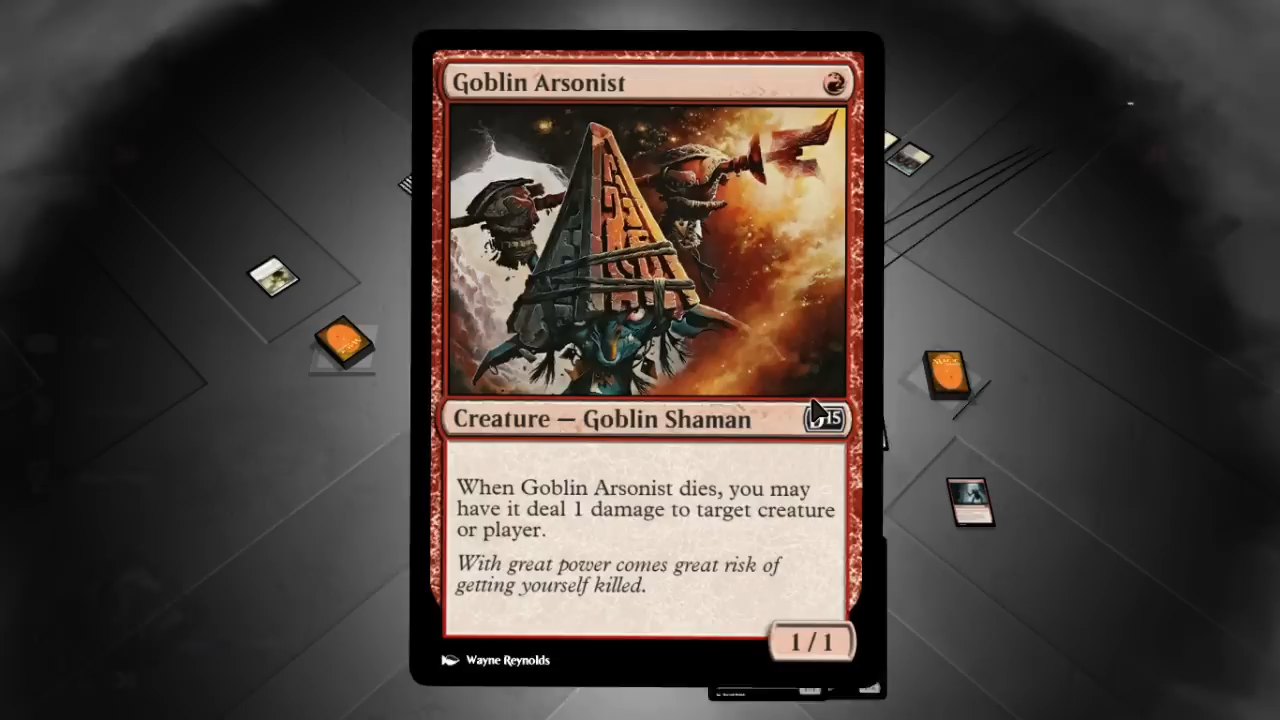 Goblin Arsonist
Creature — Goblin Shaman
When Goblin Arsonist dies, you may
have it deal 1 damage to target creature
or player.
With great power comes great risk of
getting yourself killed.
1/1
Wayne Reynolds